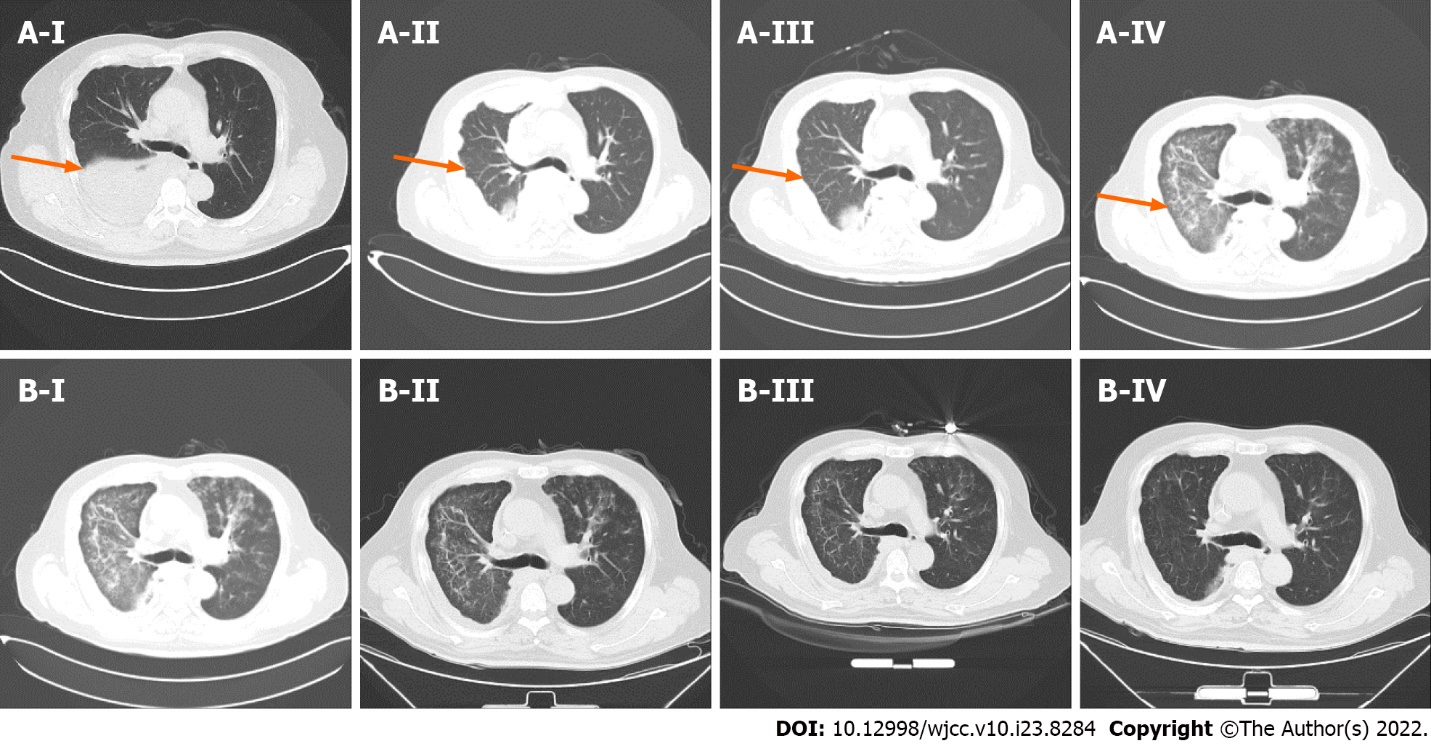 A-I
A-II
A-III
A-IV
B-I
B-II
B-III
B-IV
DOI: 10.12998/wjcc.v10.i23.8284 Copyright ©The Author(s) 2022.